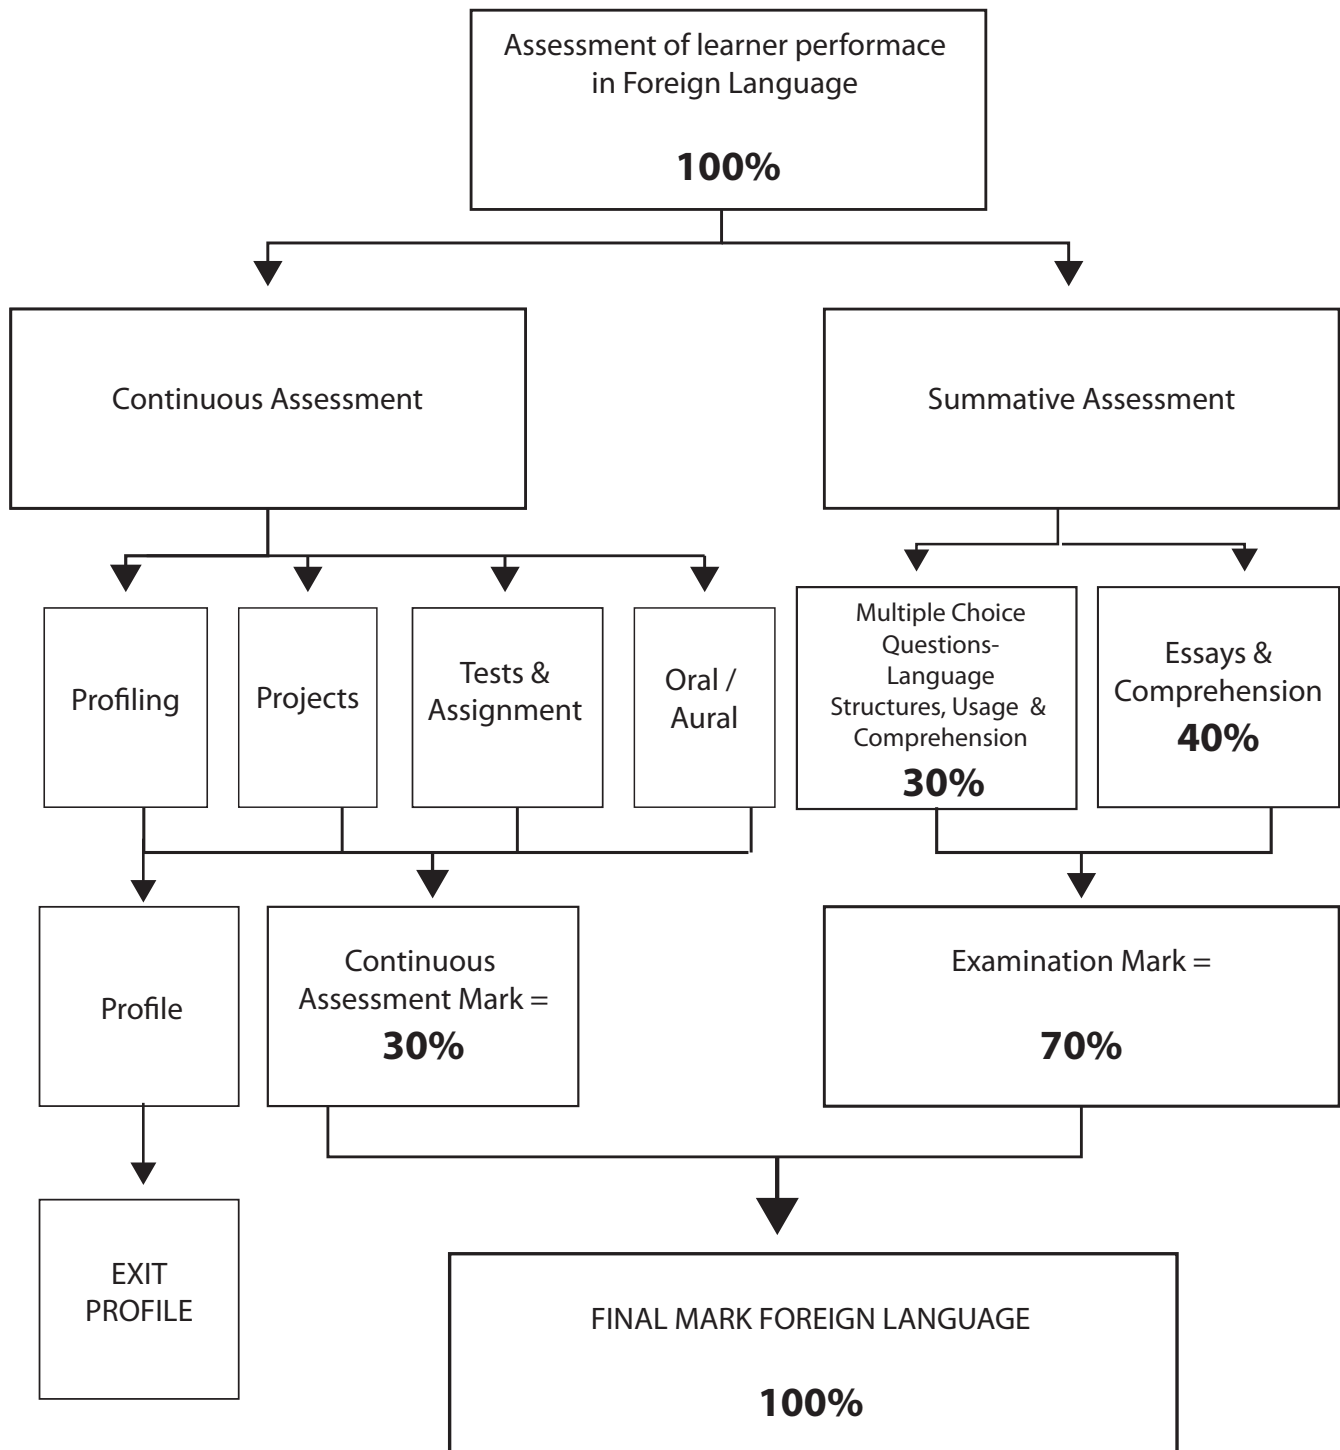 Assessment of learner performace
in Foreign Language
100%
Continuous Assessment
Summative Assessment
Profiling
Projects
Tests &
Assignment
Oral /
Aural
Multiple Choice
Questions-
Language
Structures, Usage &
Comprehension
30%
Essays &
Comprehension
40%
Profile
Continuous
Assessment Mark =
30%
Examination Mark =
70%
EXIT
PROFILE
FINAL MARK FOREIGN LANGUAGE
100%